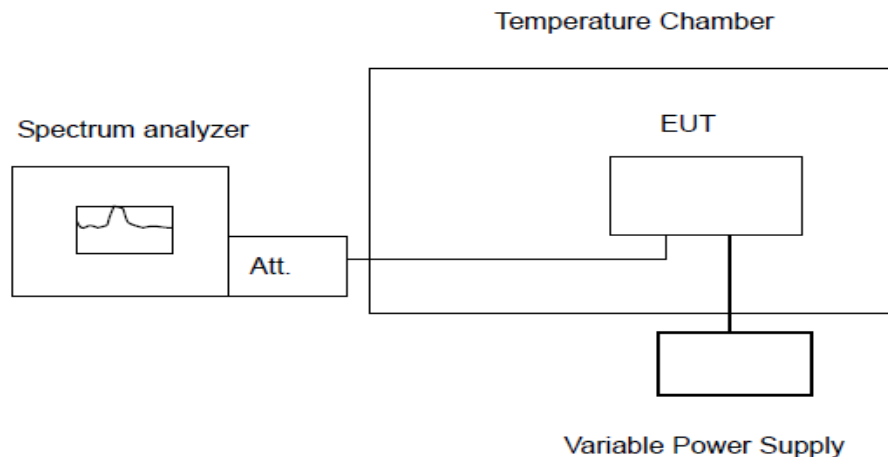 Temperature Chamber
Spectrum analyzer
EUT
Att.
Variable Power Supply